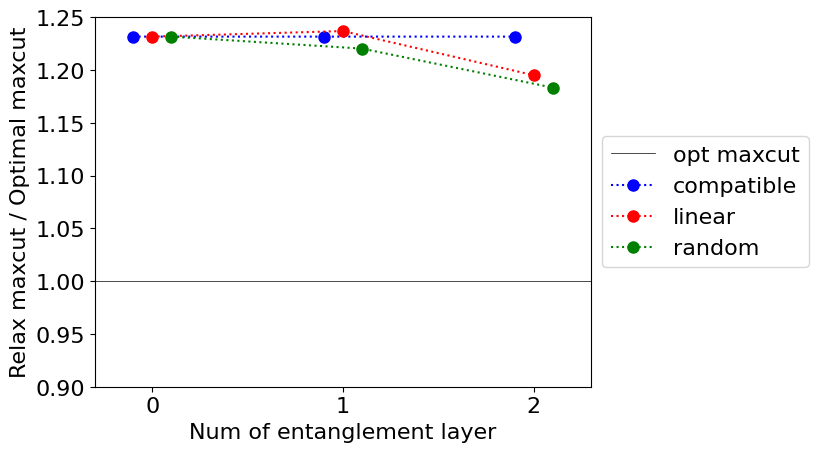 Relax maxcut / Optimal maxcut
1.25
1.20
1.15
1.10
1.05
1.00
0.95
0.90
0
1
2
Num of entanglement layer
opt maxcut
compatible
linear
random